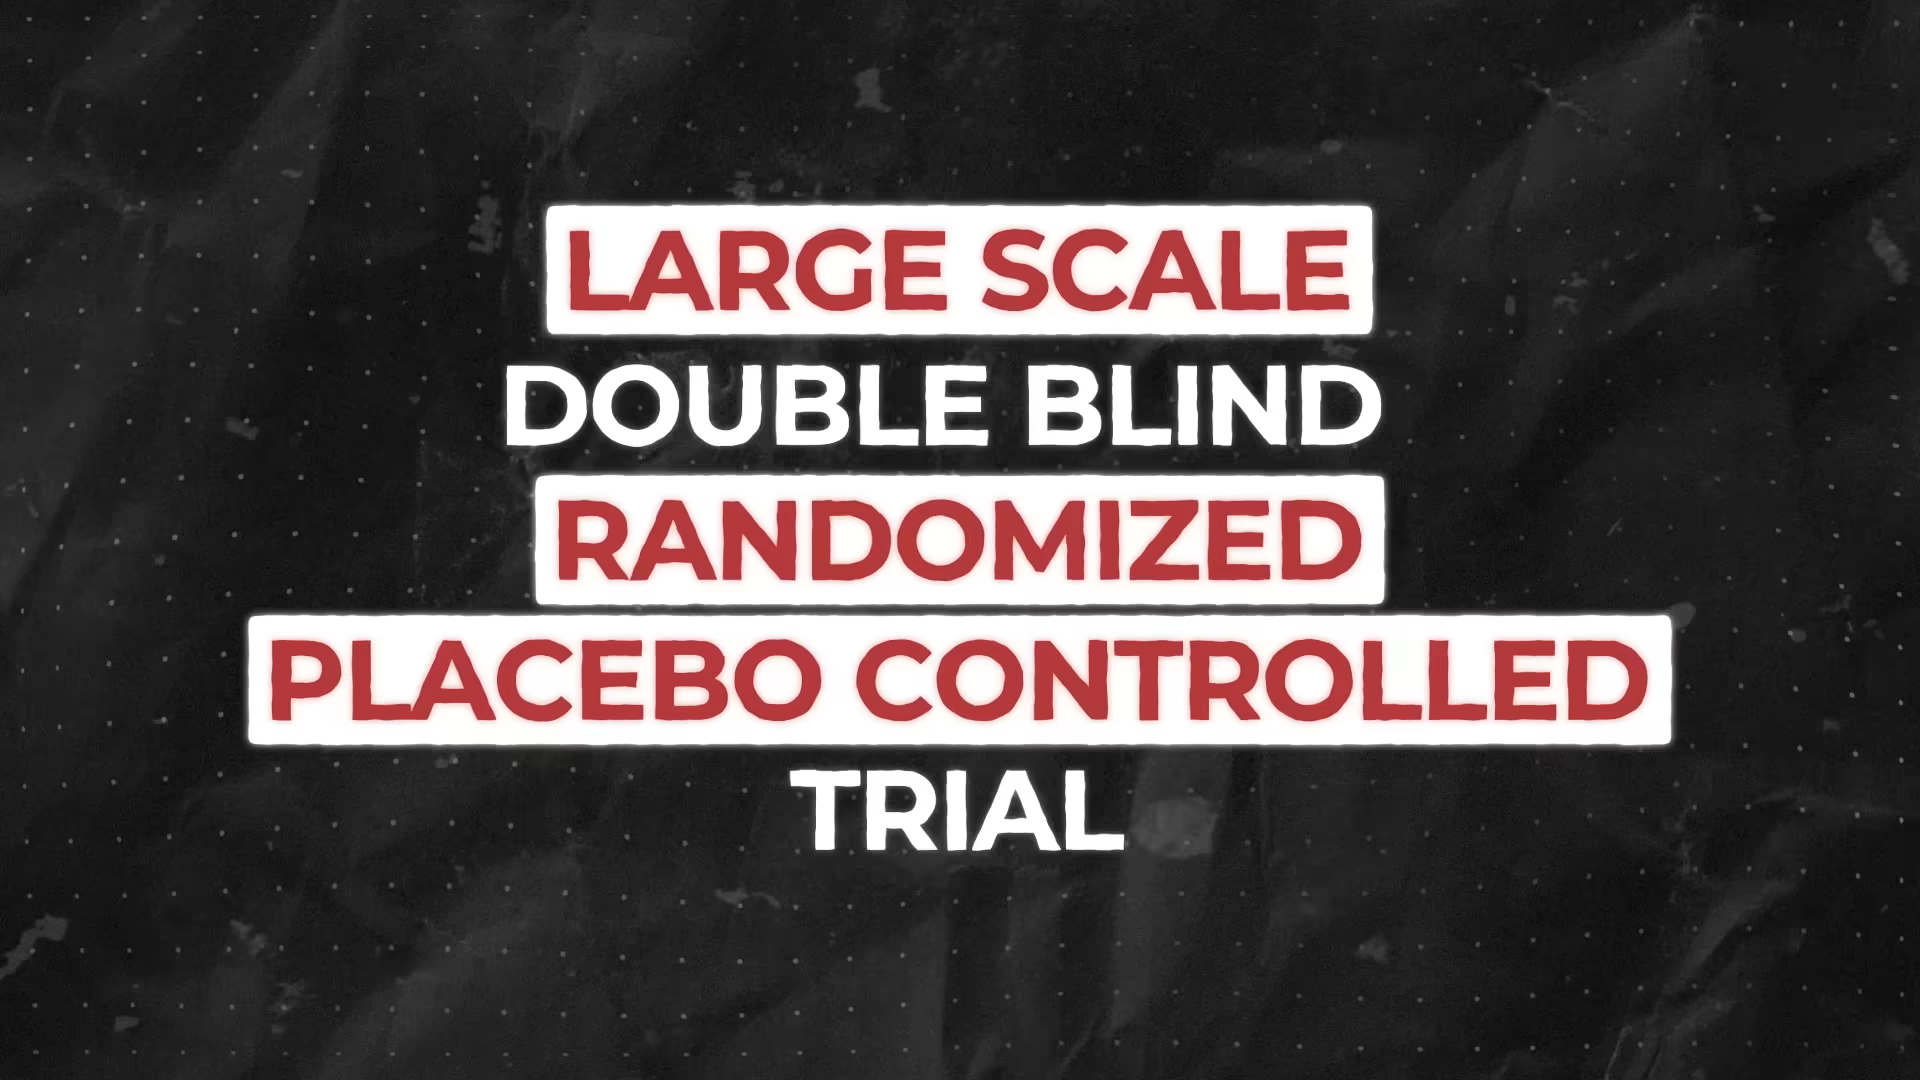 LARGE SCALE
DOUBLE BLIND
RANDOMIZED
PLACEBO CONTROLLED
TRIAL